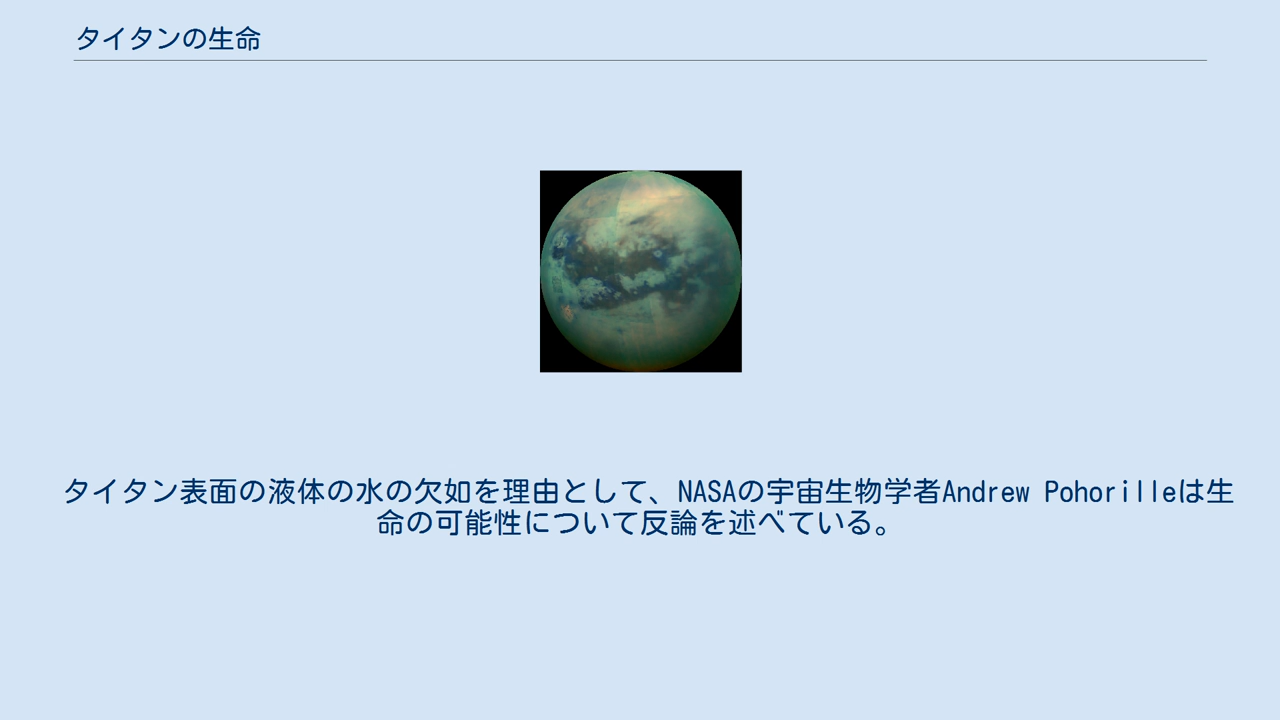 タイタンの生命
タイタン表面の液体の水の欠如を理由として、NASAの宇宙生物学者Andrew Pohorilleは生
命の可能性について反論を述べている。